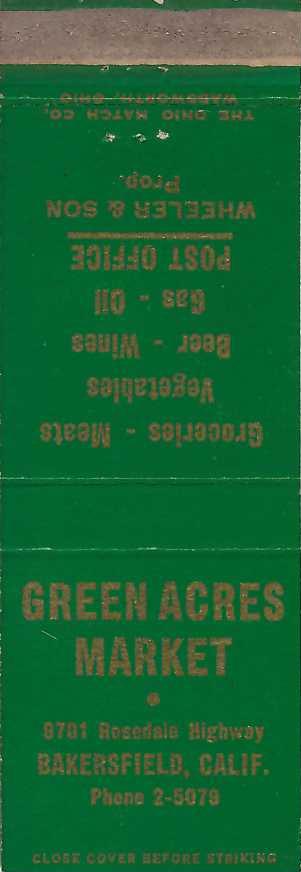 GREEN ACRES
MARKET
Rosedale Highway
BAKERSFIELD, CALIF.
Phone 2-5079
CLOSE COVER BEFORE STRIKING
Groceries - Meats
Vegetables
Beer - Wines
Gas - Oil
POST OFFICE
WHEELER & SON
Prop.
THE OHIO MATCH CO.
WADSWORTH, OHIO